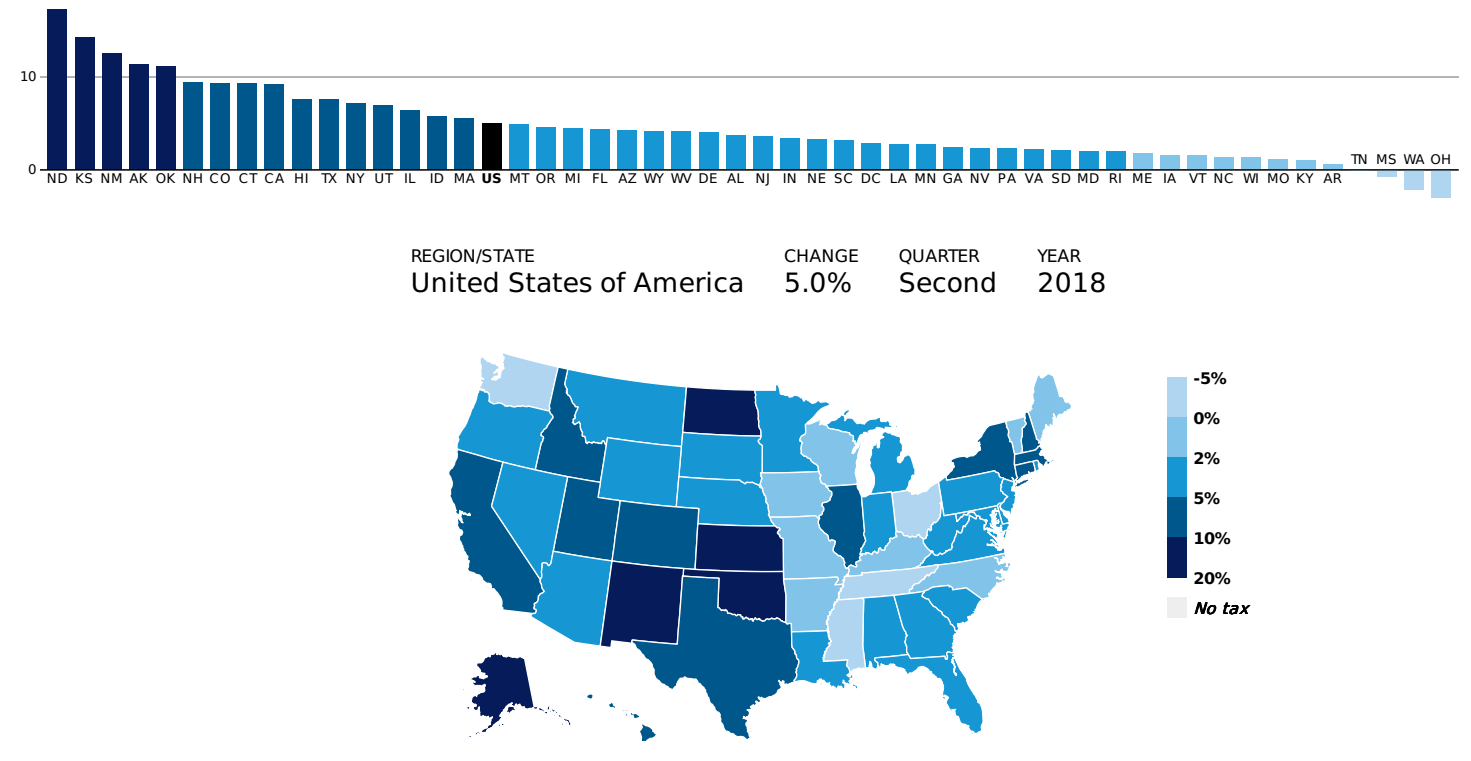 10
0
TN MS WA OH
ND KS NM AK OK NH CO CT CA HI TX NY UT IL ID MA US MT OR MI FL AZ WY WV DE AL NJ IN NE SC DC LA MN GA NV PA VA SD MD RI ME IA VT NC WI MO KY AR
REGION/STATE CHANGE QUARTER YEAR
United States of America 5.0% Second 2018
-5%
0%
2%
5%
10%
20%
No tax